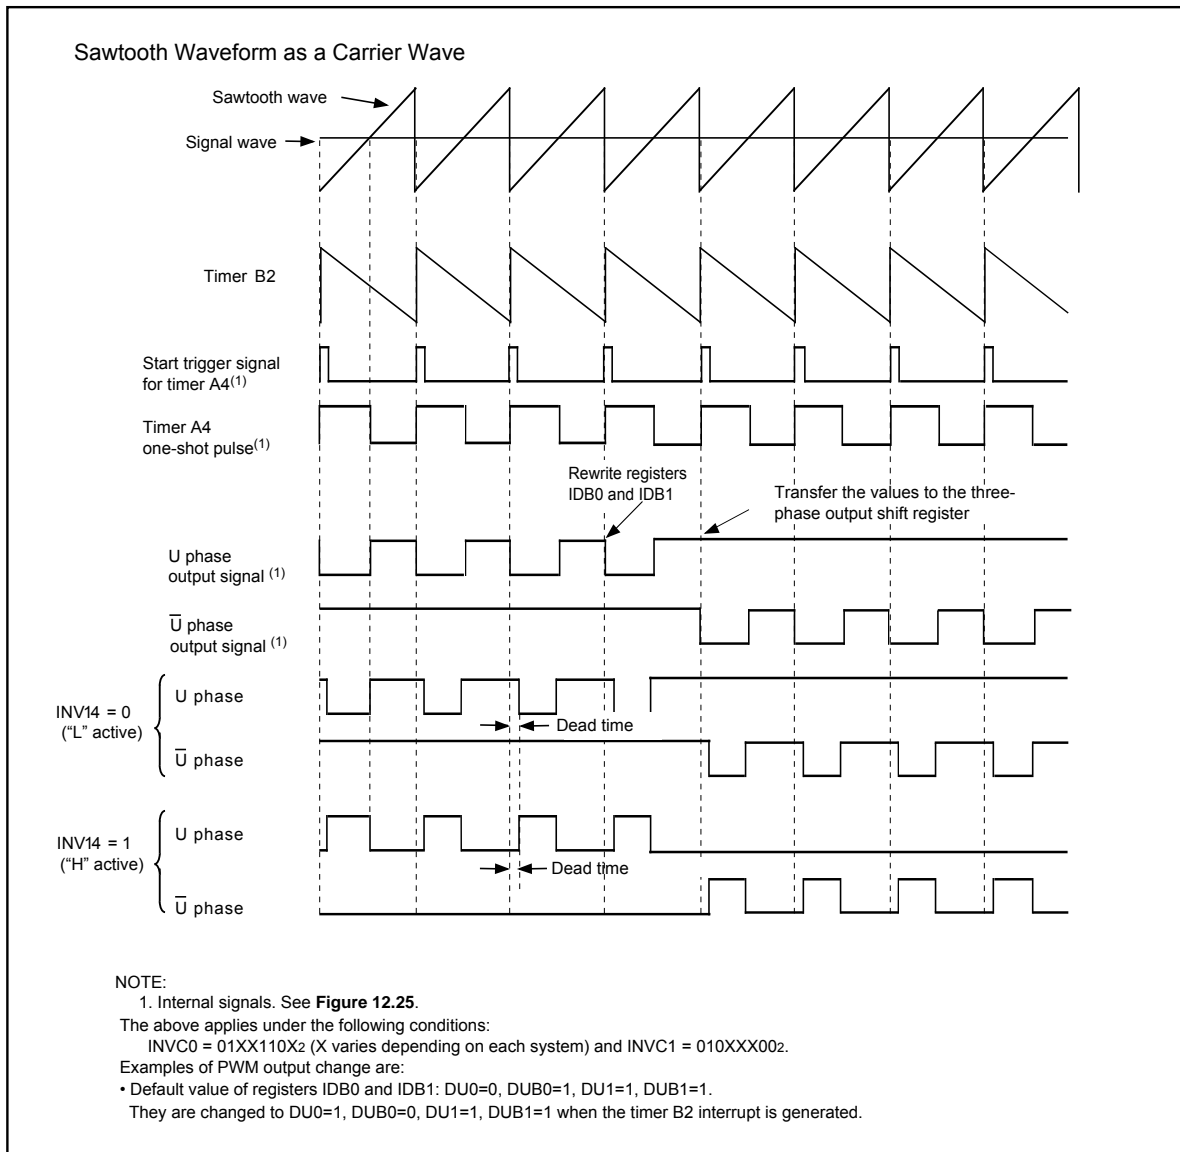 Sawtooth Waveform as a Carrier Wave
Sawtooth wave
Signal wave
Timer B2
Start trigger signal
for timer A4(1)
Timer A4
one-shot pulse(1)
Rewrite registers
IDB0 and IDB1
Transfer the values to the three-
phase output shift register
U phase
output signal (1)
U̅ phase
output signal (1)
INV14 = 0
("L" active)
U phase
Dead time
U̅ phase
INV14 = 1
("H" active)
U phase
Dead time
U̅ phase
NOTE:
1. Internal signals. See Figure 12.25.
The above applies under the following conditions:
INVC0 = 01XX110X2 (X varies depending on each system) and INVC1 = 010XXX002.
Examples of PWM output change are:
• Default value of registers IDB0 and IDB1: DU0=0, DUB0=1, DU1=1, DUB1=1.
They are changed to DU0=1, DUB0=0, DU1=1, DUB1=1 when the timer B2 interrupt is generated.